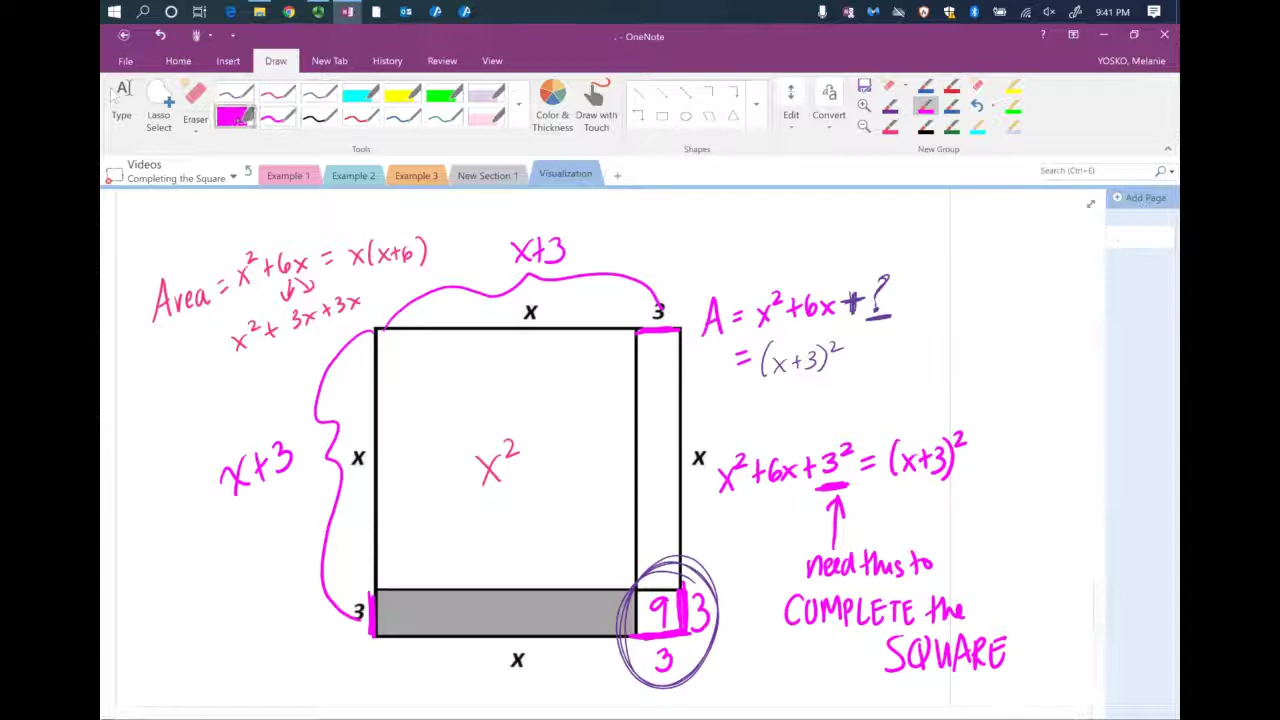 9:41 PM
. - OneNote
File Home Insert Draw New Tab History Review View
YOSKO, Melanie
Type
Lasso Select
Eraser
Color & Thickness
Draw with Touch
Edit
Convert
Tools
Shapes
New Group
Videos
Completing the Square
Example 1
Example 2
Example 3
New Section 1
Visualization
Search (Ctrl+E)
Add Page
Area = x² + 6x = x(x+6)
x² + 3x + 3x
x+3
x
3
A = x² + 6x + ?
= (x+3)²
x+3
x
x²
x
x² + 6x + 3² = (x+3)²
need this to
COMPLETE the
SQUARE
3
9
3
x
3